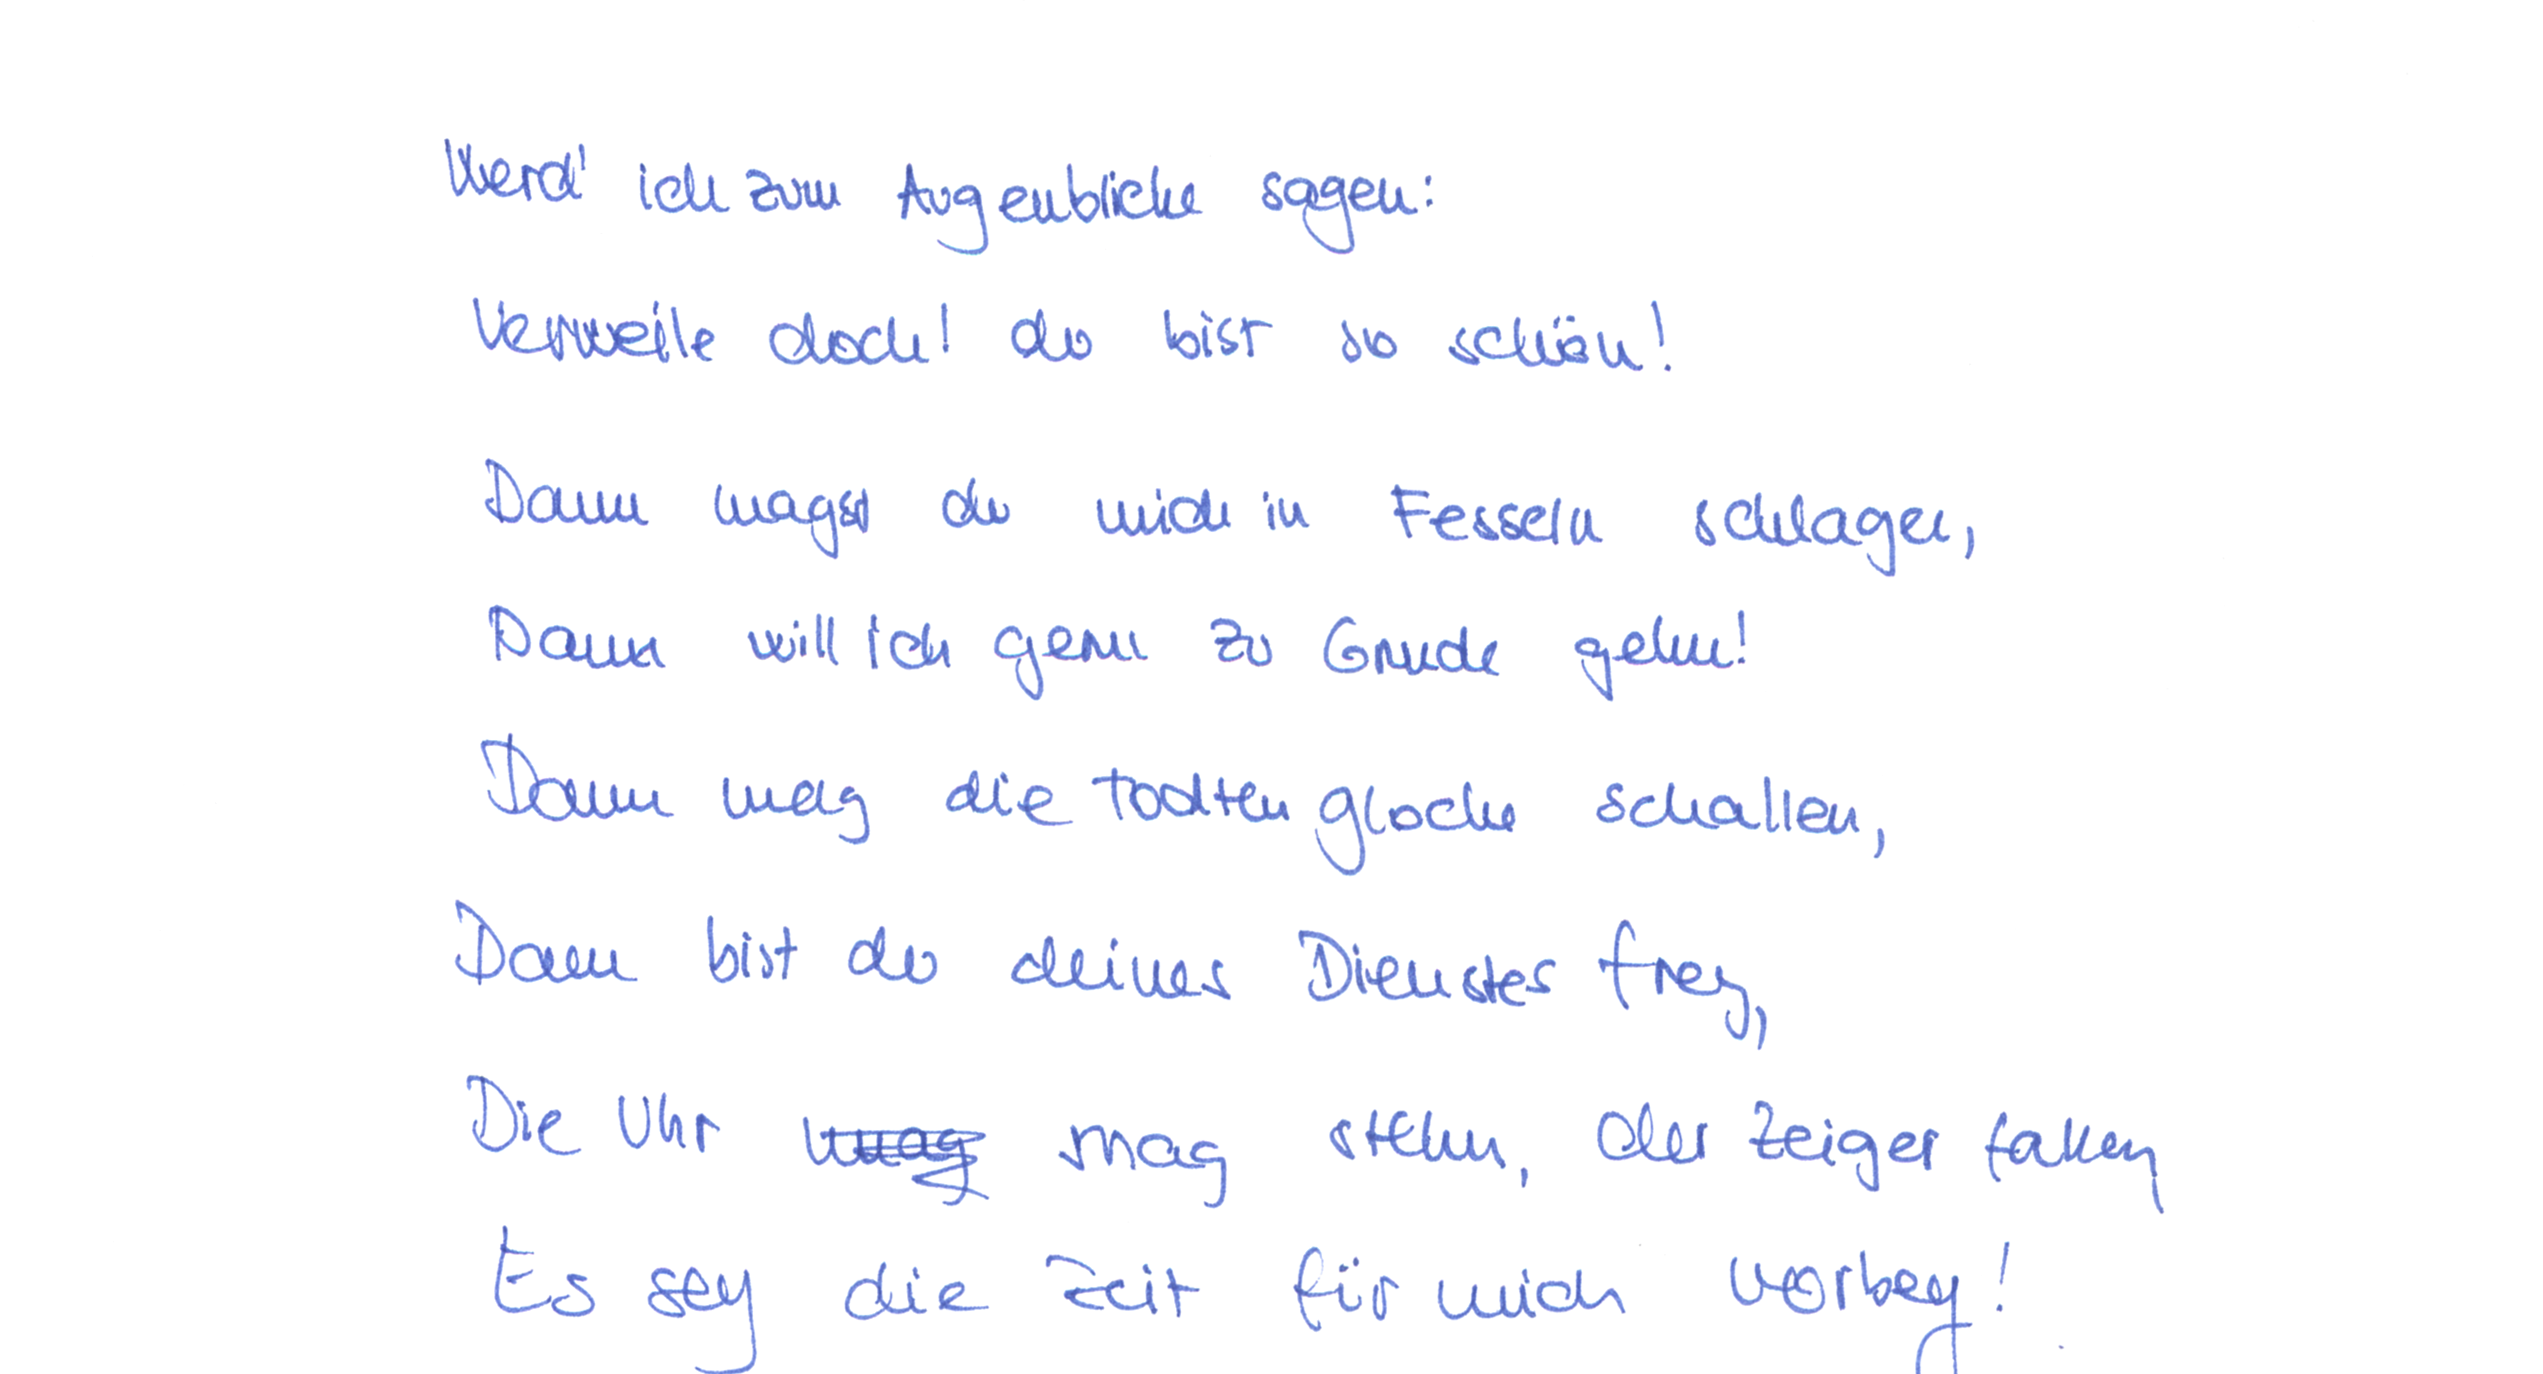 Werd' ich zum Augenblicke sagen:
Verweile doch! du bist so schön!
Dann magst du mich in Fesseln schlagen,
Dann will ich gern zu Grude gehn!
Dann mag die Todtenglocke schallen,
Dann bist du deines Dienstes frey,
Die Uhr mag mag stehn, der Zeiger fallen,
Es sey die Zeit für mich vorbey!